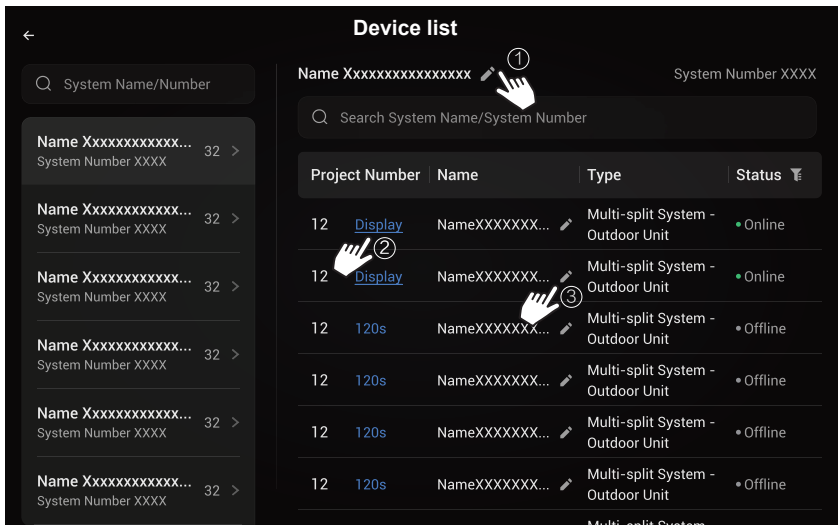 ←
Device list
System Name/Number
Name Xxxxxxxxxxxx... 32 >
System Number XXXX
Name Xxxxxxxxxxxx... 32 >
System Number XXXX
Name Xxxxxxxxxxxx... 32 >
System Number XXXX
Name Xxxxxxxxxxxx... 32 >
System Number XXXX
Name Xxxxxxxxxxxx... 32 >
System Number XXXX
Name Xxxxxxxxxxxx... 32 >
System Number XXXX
Name Xxxxxxxxxxxxxxxx ① System Number XXXX
Search System Name/System Number
Project Number Name Type Status
12 Display NameXXXXXXX... Multi-split System - Online
Outdoor Unit
②
12 Display NameXXXXXXX... Multi-split System - Online
Outdoor Unit
③
12 120s NameXXXXXXX... Multi-split System - Offline
Outdoor Unit
12 120s NameXXXXXXX... Multi-split System - Offline
Outdoor Unit
12 120s NameXXXXXXX... Multi-split System - Offline
Outdoor Unit
12 120s NameXXXXXXX... Multi-split System - Offline
Outdoor Unit
Multi-split System